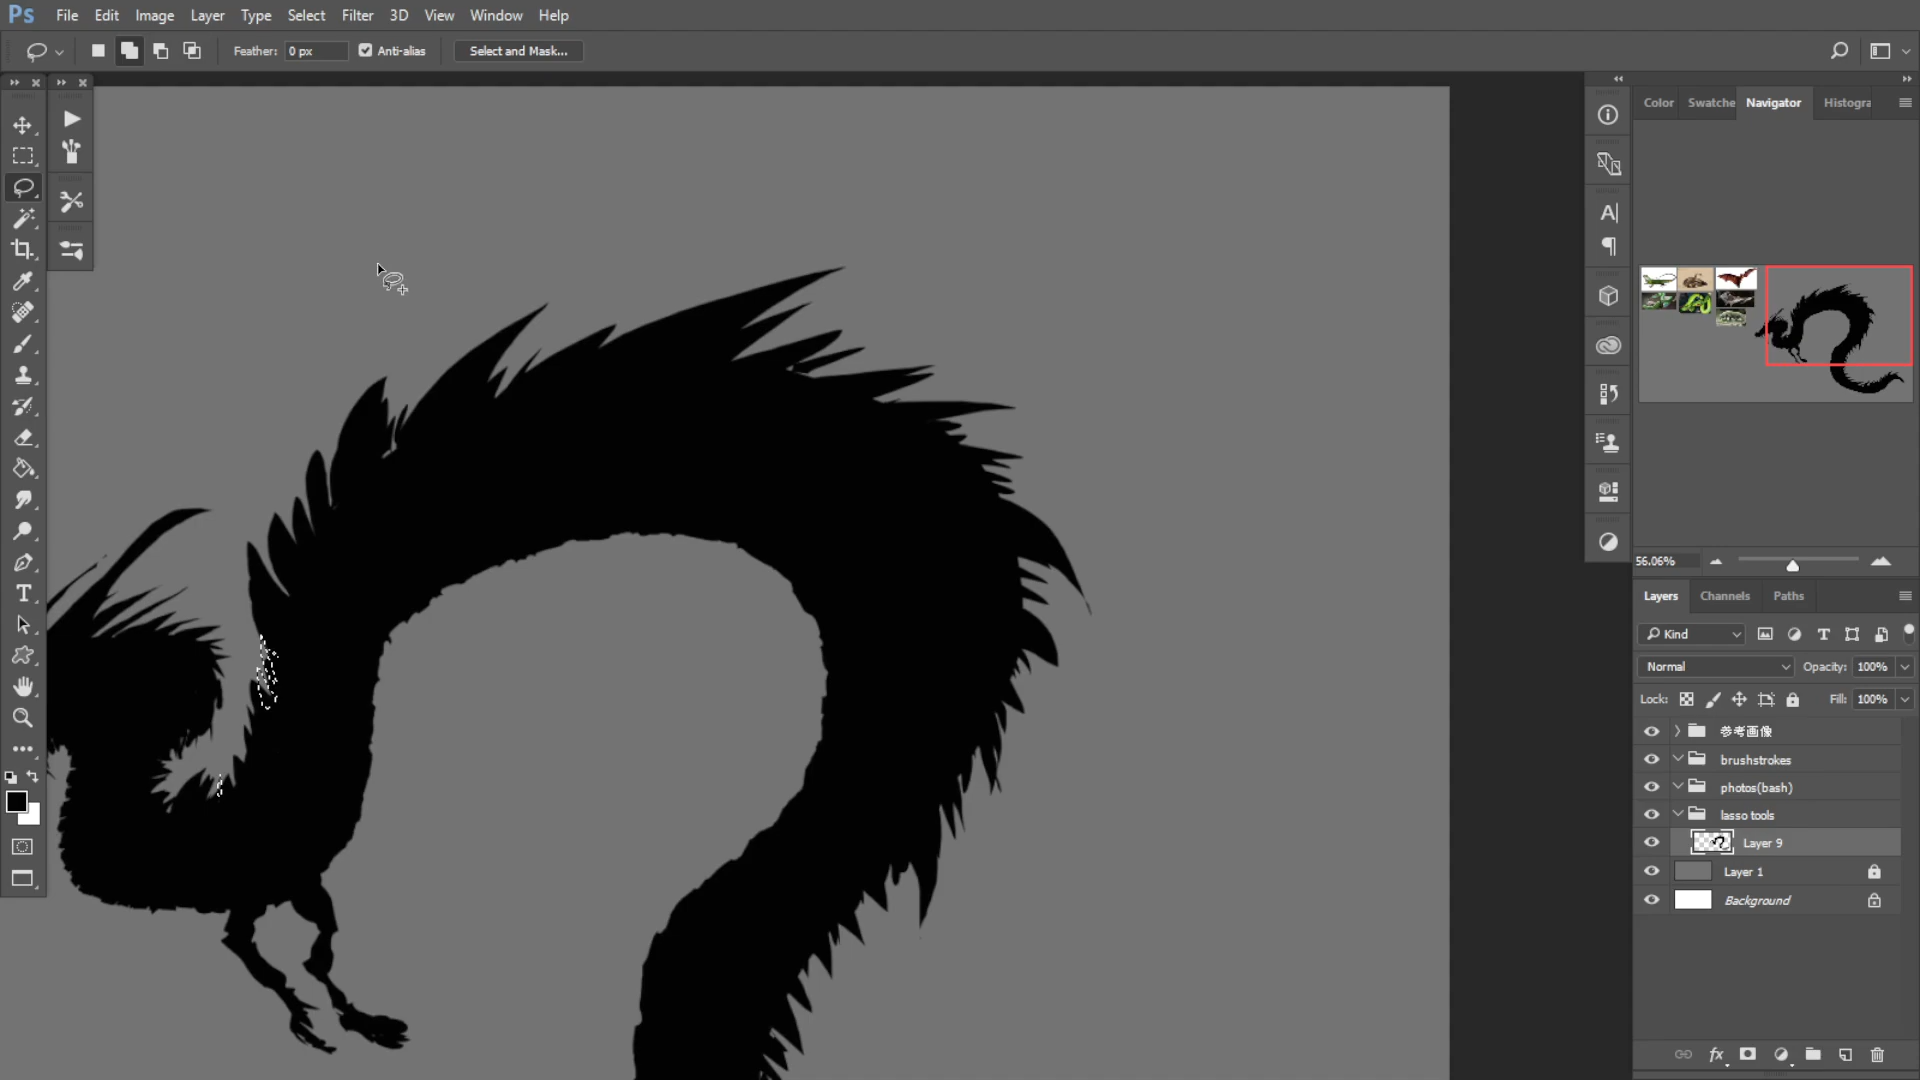 Ps File Edit Image Layer Type Select Filter 3D View Window Help
Feather: 0 px Anti-alias Select and Mask...
Color Swatche Navigator Histogra
56.06%
Layers Channels Paths
Kind
Normal Opacity: 100%
Lock: Fill: 100%
参考画像
brushstrokes
photos(bash)
lasso tools
Layer 9
Layer 1
Background